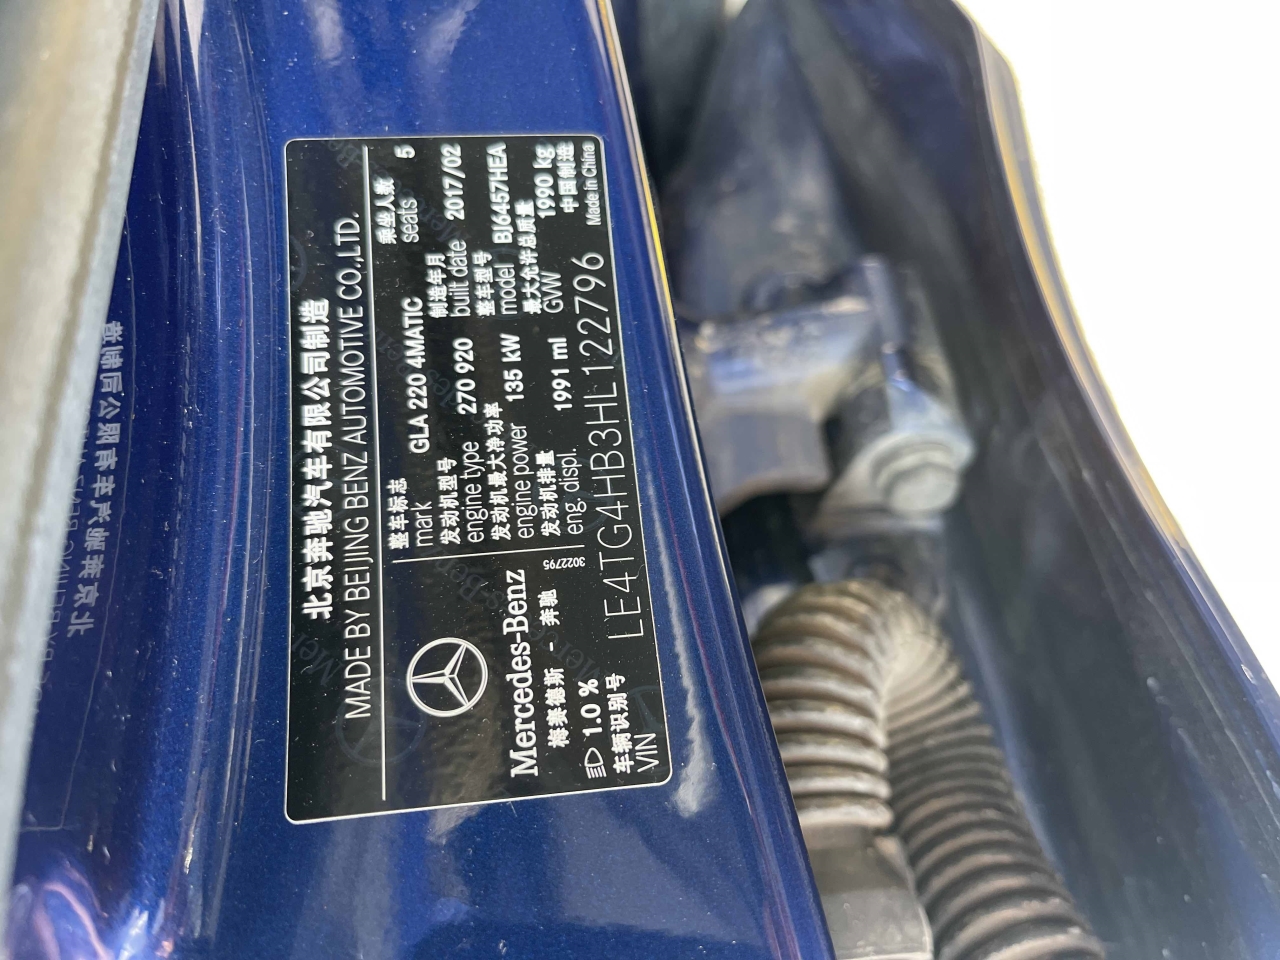 北京奔驰汽车有限公司制造
MADE BY BEIJING BENZ AUTOMOTIVE CO.,LTD.
整车标志
mark GLA 220 4MATIC
乘坐人数
seats 5
发动机型号
engine type 270 920
制造年月
built date 2017/02
发动机最大净功率
engine power 135 kW
整车型号
model BJ6457HEA
发动机排量
eng. displ. 1991 ml
最大允许总质量
GVW 1990 kg
Mercedes-Benz
梅赛德斯 - 奔驰
3022795
1.0 %
中国制造
Made in China
车辆识别号
VIN LE4TG4HB3HL122796